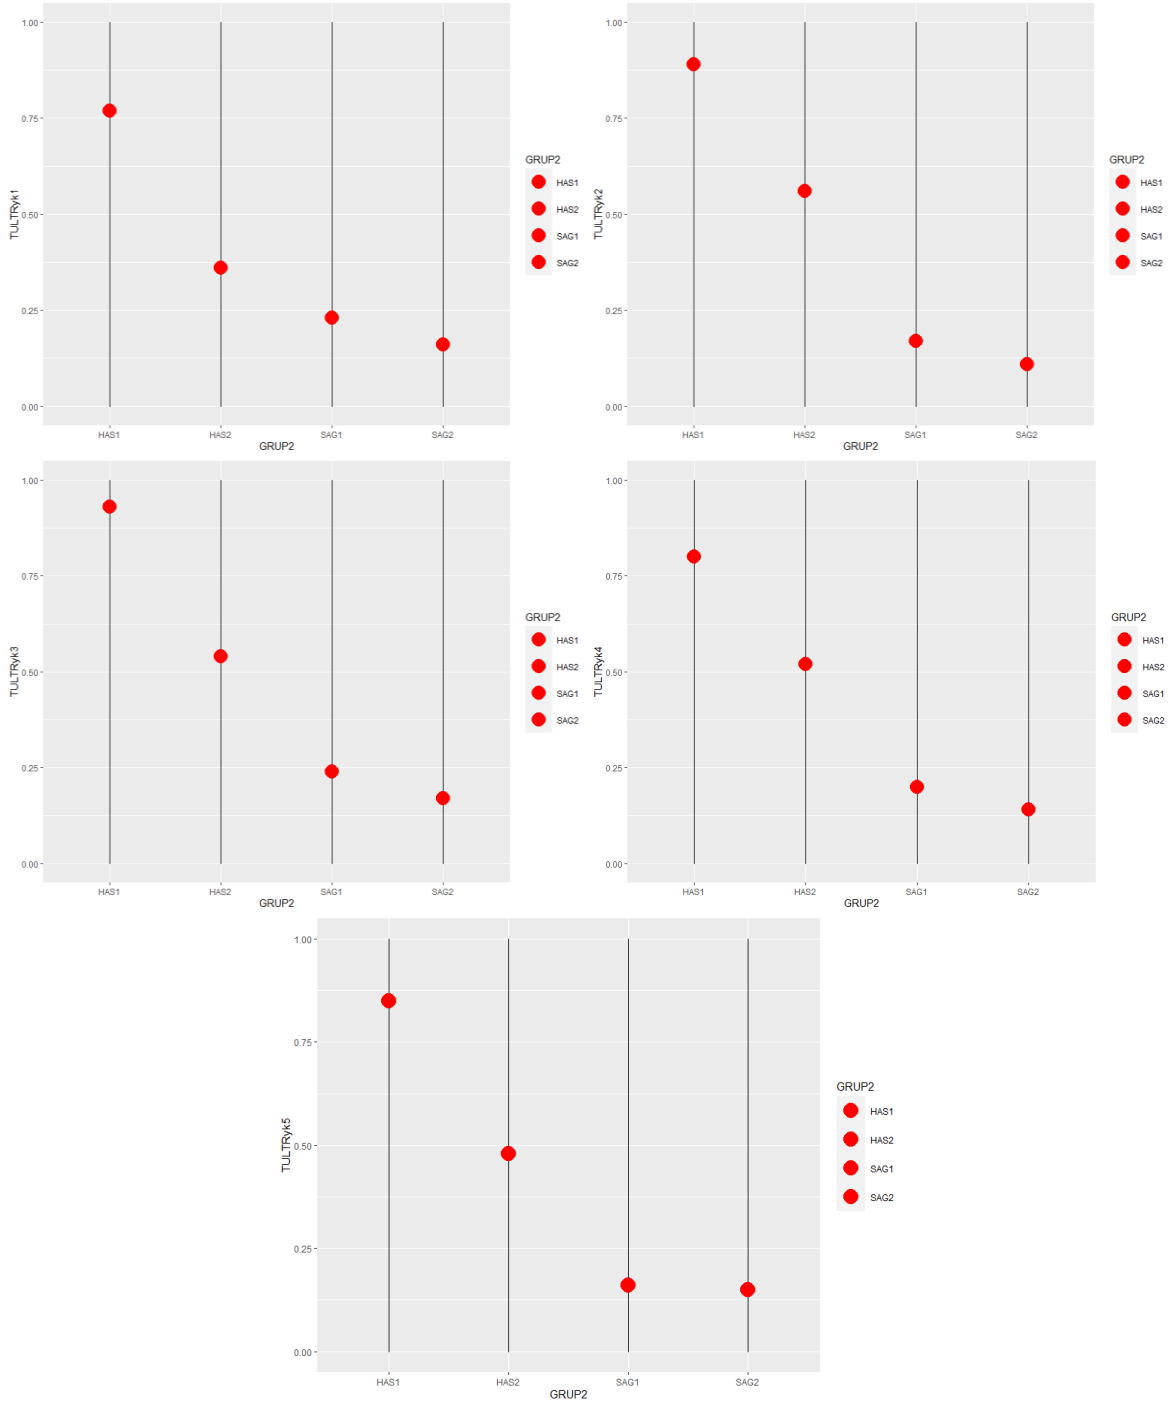 TULTRyk1
1.00
0.75
0.50
0.25
0.00
HAS1 HAS2 SAG1 SAG2
GRUP2
GRUP2
HAS1
HAS2
SAG1
SAG2
TULTRyk2
1.00
0.75
0.50
0.25
0.00
HAS1 HAS2 SAG1 SAG2
GRUP2
GRUP2
HAS1
HAS2
SAG1
SAG2
TULTRyk3
1.00
0.75
0.50
0.25
0.00
HAS1 HAS2 SAG1 SAG2
GRUP2
GRUP2
HAS1
HAS2
SAG1
SAG2
TULTRyk4
1.00
0.75
0.50
0.25
0.00
HAS1 HAS2 SAG1 SAG2
GRUP2
GRUP2
HAS1
HAS2
SAG1
SAG2
TULTRyk5
1.00
0.75
0.50
0.25
0.00
HAS1 HAS2 SAG1 SAG2
GRUP2
GRUP2
HAS1
HAS2
SAG1
SAG2